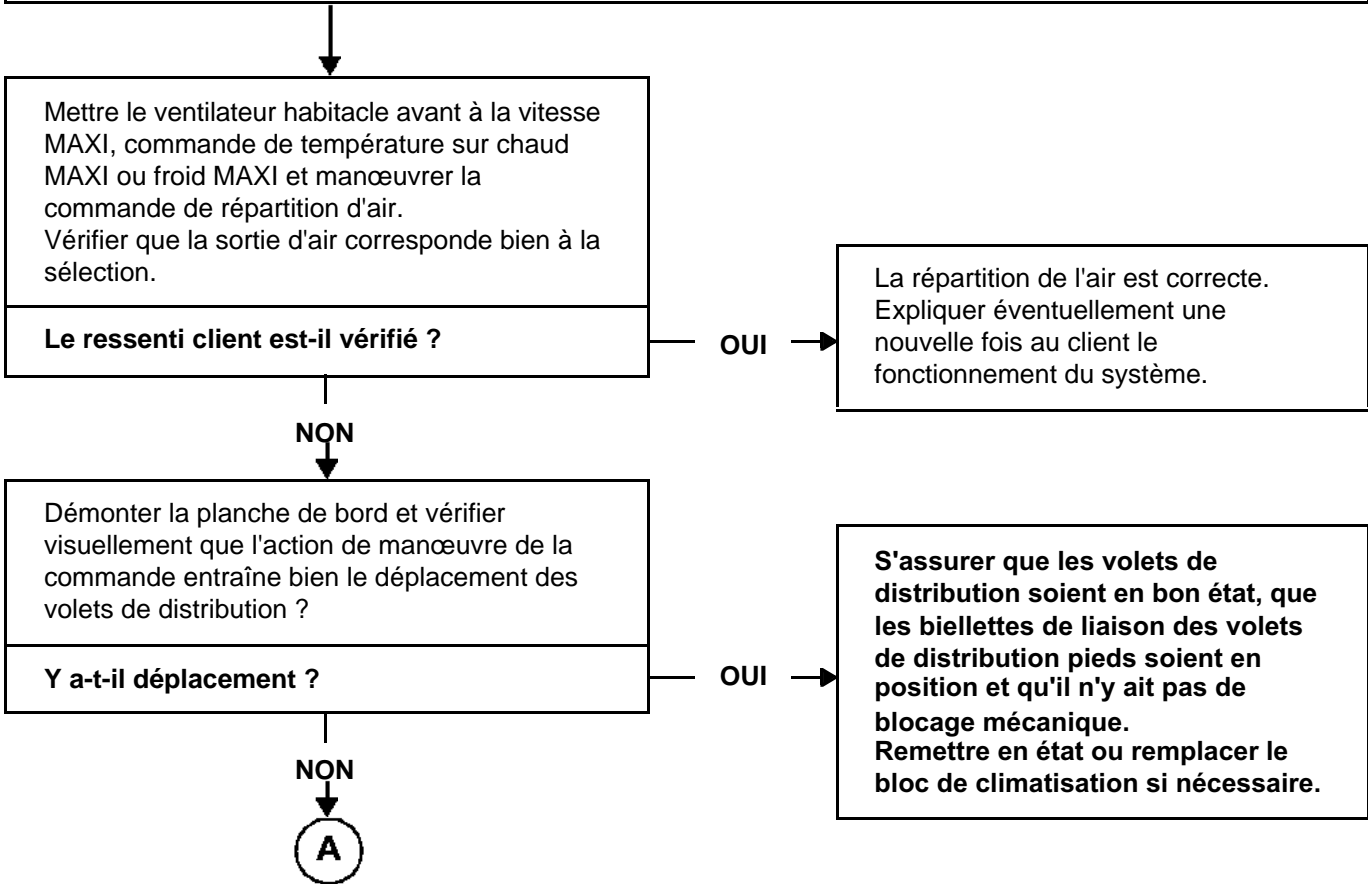 Mettre le ventilateur habitacle avant à la vitesse
MAXI, commande de température sur chaud
MAXI ou froid MAXI et manœuvrer la
commande de répartition d'air.
Vérifier que la sortie d'air corresponde bien à la
sélection.
Le ressenti client est-il vérifié ?
OUI
La répartition de l'air est correcte.
Expliquer éventuellement une
nouvelle fois au client le
fonctionnement du système.
NON
Démonter la planche de bord et vérifier
visuellement que l'action de manœuvre de la
commande entraîne bien le déplacement des
volets de distribution ?
Y a-t-il déplacement ?
OUI
S'assurer que les volets de
distribution soient en bon état, que
les biellettes de liaison des volets
de distribution pieds soient en
position et qu'il n'y ait pas de
blocage mécanique.
Remettre en état ou remplacer le
bloc de climatisation si nécessaire.
NON
A